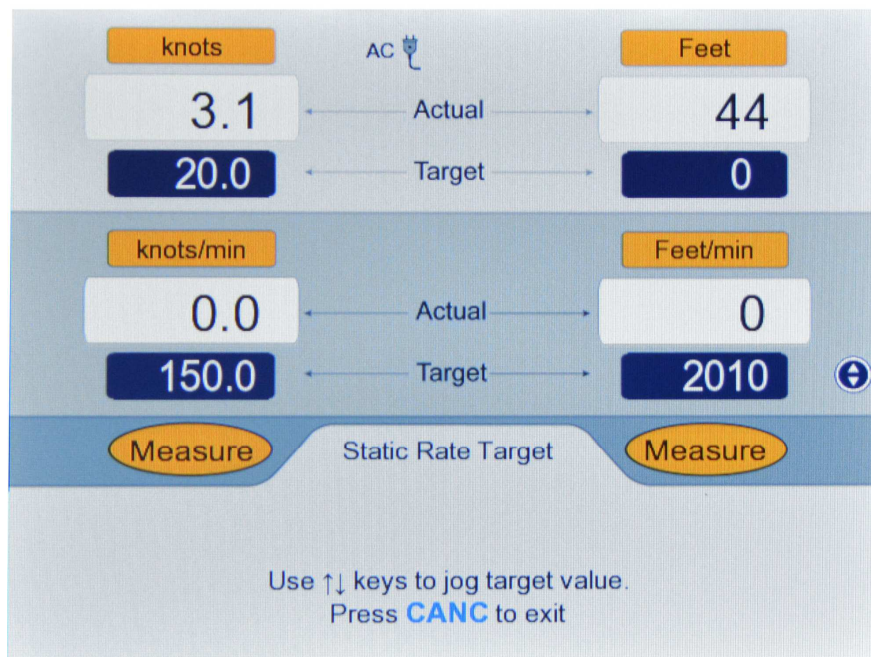 knots AC Feet
3.1 Actual 44
20.0 Target 0
knots/min Feet/min
0.0 Actual 0
150.0 Target 2010
Measure Static Rate Target Measure
Use ↑↓ keys to jog target value.
Press CANC to exit